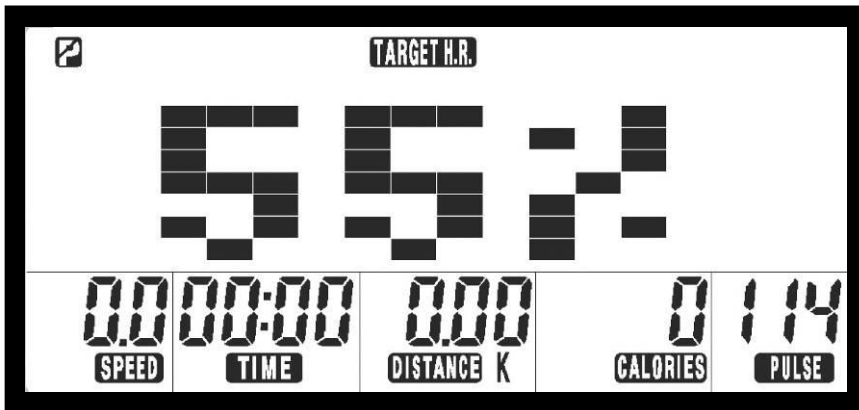 P
TARGET H.R.
55%
0.0 00:00 0.00 0 114
SPEED TIME DISTANCE K CALORIES PULSE